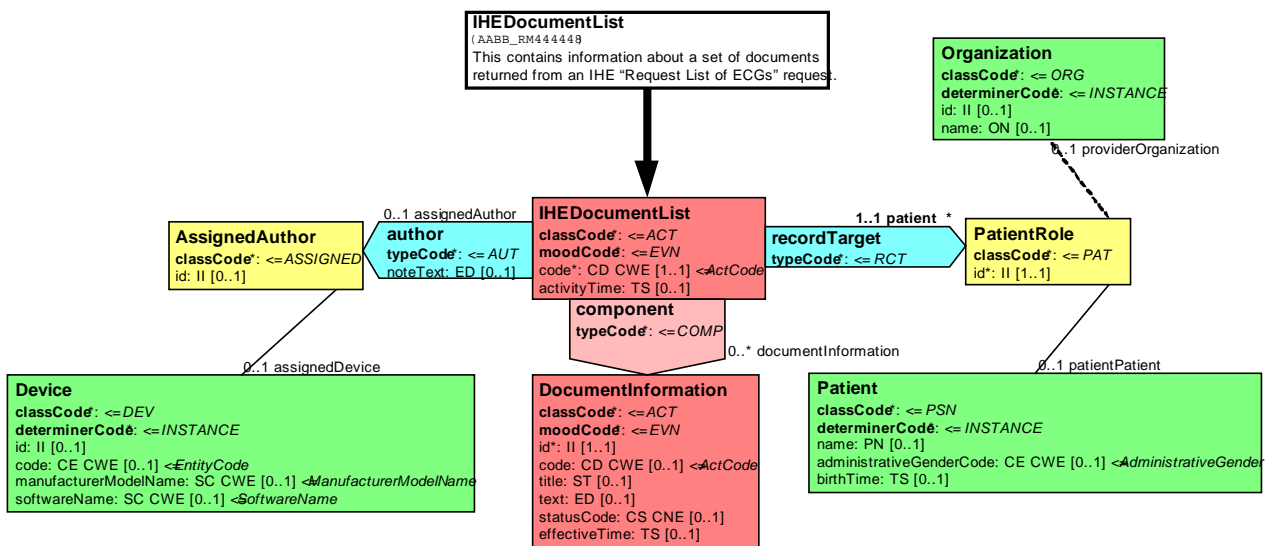 IHEDocumentList
(AABB_RM444448)
This contains information about a set of documents
returned from an IHE “Request List of ECGs” request.
Organization
classCode*: <= ORG
determinerCode*: <= INSTANCE
id: II [0..1]
name: ON [0..1]
0..1 providerOrganization
0..1 assignedAuthor
AssignedAuthor
classCode*: <= ASSIGNED
id: II [0..1]
author
typeCode*: <= AUT
noteText: ED [0..1]
IHEDocumentList
classCode*: <= ACT
moodCode*: <= EVN
code*: CD CWE [1..1] <= ActCode
activityTime: TS [0..1]
1..1 patient *
recordTarget
typeCode*: <= RCT
PatientRole
classCode*: <= PAT
id*: II [1..1]
component
typeCode*: <= COMP
0..* documentInformation
0..1 assignedDevice
0..1 patientPatient
Device
classCode*: <= DEV
determinerCode*: <= INSTANCE
id: II [0..1]
code: CE CWE [0..1] <= EntityCode
manufacturerModelName: SC CWE [0..1] <= ManufacturerModelName
softwareName: SC CWE [0..1] <= SoftwareName
DocumentInformation
classCode*: <= ACT
moodCode*: <= EVN
id*: II [1..1]
code: CD CWE [0..1] <= ActCode
title: ST [0..1]
text: ED [0..1]
statusCode: CS CNE [0..1]
effectiveTime: TS [0..1]
Patient
classCode*: <= PSN
determinerCode*: <= INSTANCE
name: PN [0..1]
administrativeGenderCode: CE CWE [0..1] <= AdministrativeGender
birthTime: TS [0..1]